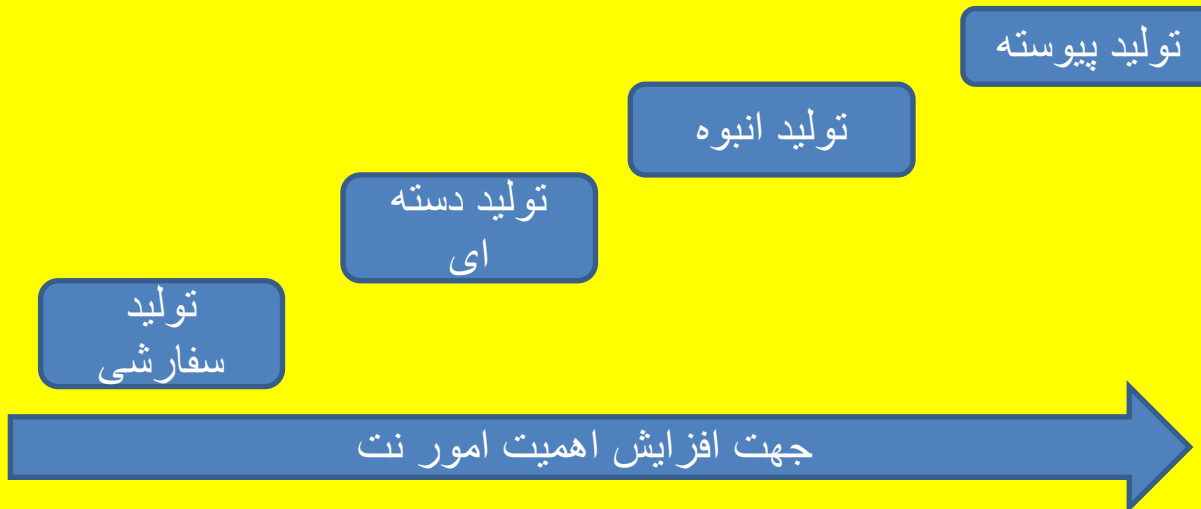 تولید پیوسته
تولید انبوه
تولید دسته
ای
تولید
سفارشی
جهت افزایش اهمیت امور نت